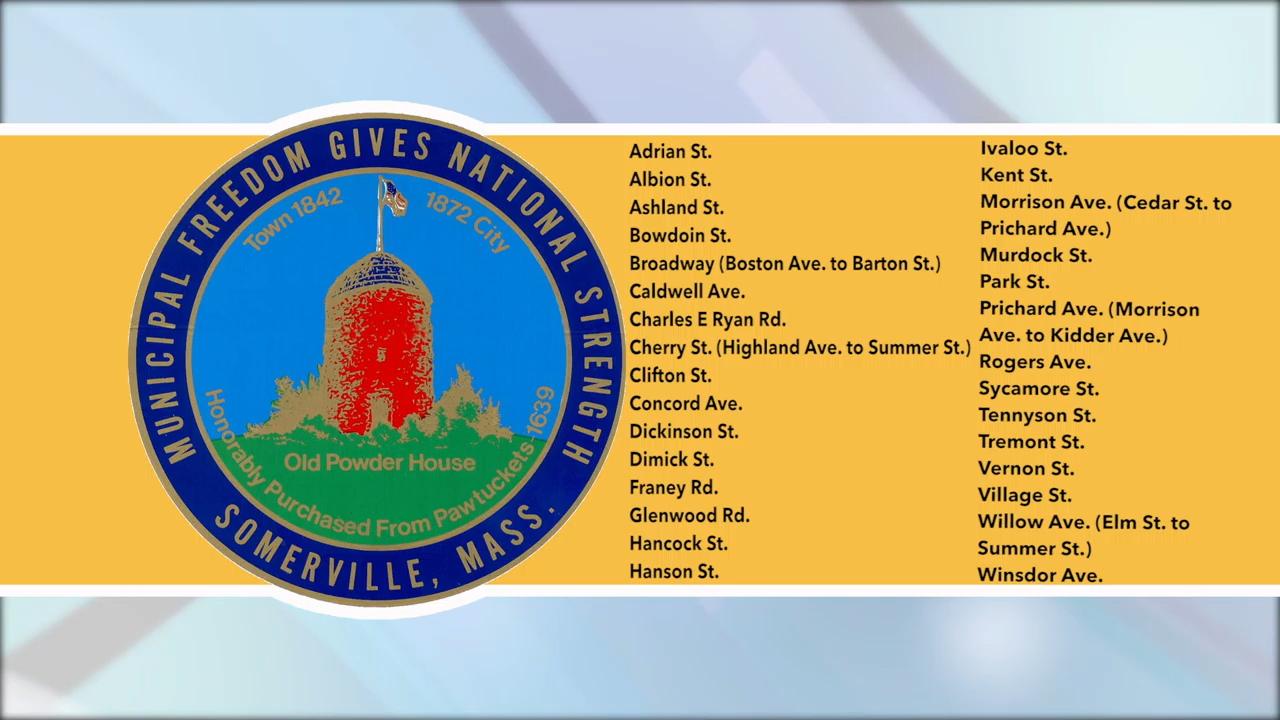 MUNICIPAL FREEDOM GIVES NATIONAL STRENGTH
Town 1842
1872 City
Old Powder House
Honorably Purchased From Pawtuckets 1639
SOMERVILLE, MASS.
Adrian St.
Albion St.
Ashland St.
Bowdoin St.
Broadway (Boston Ave. to Barton St.)
Caldwell Ave.
Charles E Ryan Rd.
Cherry St. (Highland Ave. to Summer St.)
Clifton St.
Concord Ave.
Dickinson St.
Dimick St.
Franey Rd.
Glenwood Rd.
Hancock St.
Hanson St.
Ivaloo St.
Kent St.
Morrison Ave. (Cedar St. to
Prichard Ave.)
Murdock St.
Park St.
Prichard Ave. (Morrison
Ave. to Kidder Ave.)
Rogers Ave.
Sycamore St.
Tennyson St.
Tremont St.
Vernon St.
Village St.
Willow Ave. (Elm St. to
Summer St.)
Winsdor Ave.